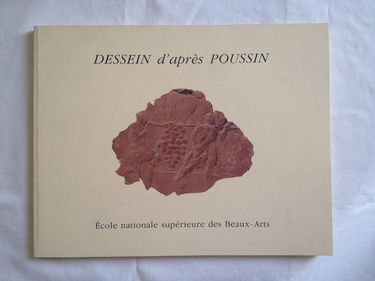 DESSEIN d'après POUSSIN
École nationale supérieure des Beaux-Arts